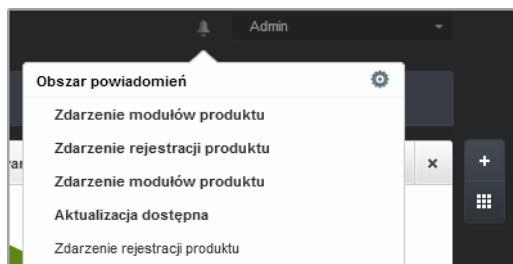 Admin
Obszar powiadomień
Zdarzenie modułów produktu
Zdarzenie rejestracji produktu
Zdarzenie modułów produktu
Aktualizacja dostępna
Zdarzenie rejestracji produktu